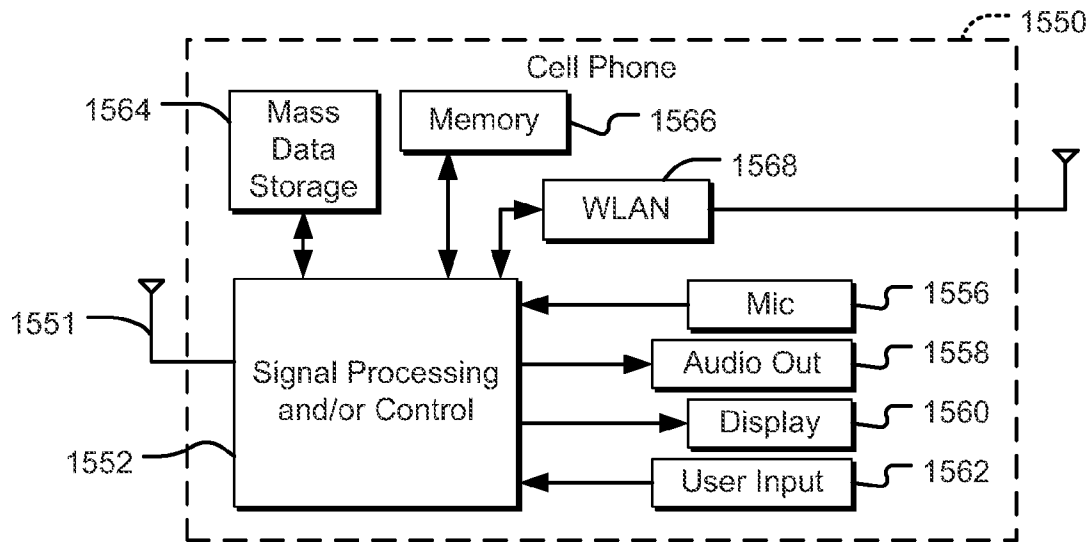 1550
Cell Phone
1564
Mass
Data
Storage
Memory
1566
1568
WLAN
1551
Signal Processing
and/or Control
1552
Mic
1556
Audio Out
1558
Display
1560
User Input
1562